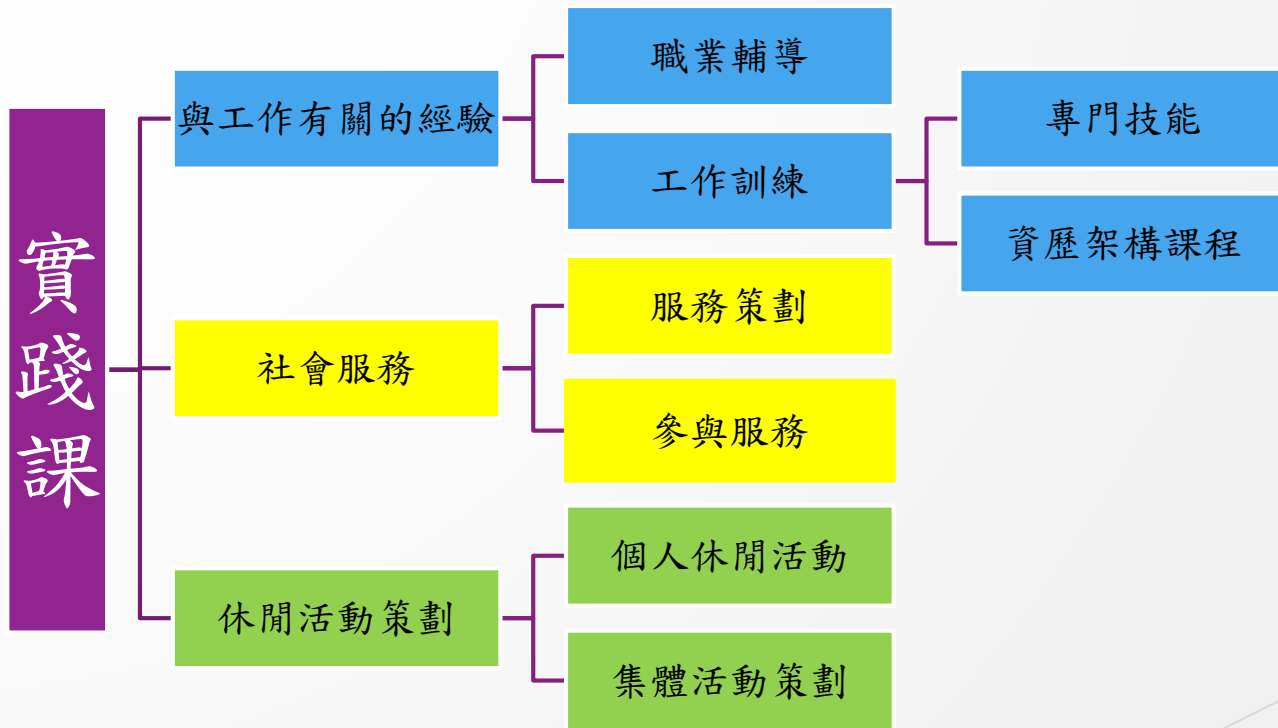 實踐課
與工作有關的經驗
職業輔導
工作訓練
專門技能
資歷架構課程
社會服務
服務策劃
參與服務
休閒活動策劃
個人休閒活動
集體活動策劃